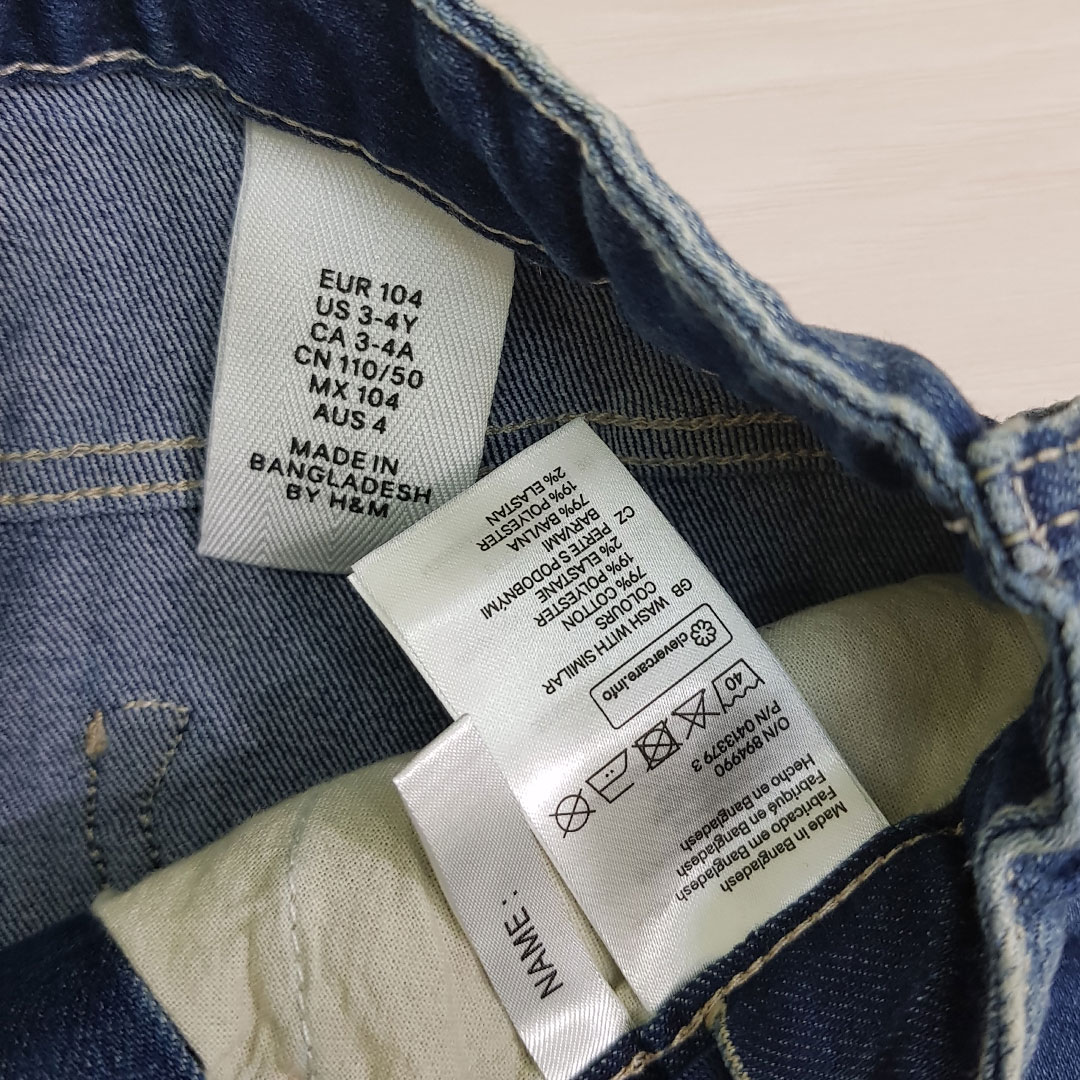 EUR 104
US 3-4Y
CA 3-4A
CN 110/50
MX 104
AUS 4
MADE IN
BANGLADESH
BY H&M
Made in Bangladesh
Fabricado em Bangladesh
Fabriqué en Bangladesh
Hecho en Bangladesh
O/N 894990
P/N 0413379 3
40
clevercare.info
GB WASH WITH SIMILAR
COLOURS
79% COTTON
19% POLYESTER
2% ELASTANE
CZ PERTE S PODOBNÝMI
BARVAMI
79% BAVLNA
19% POLYESTER
2% ELASTAN
NAME: